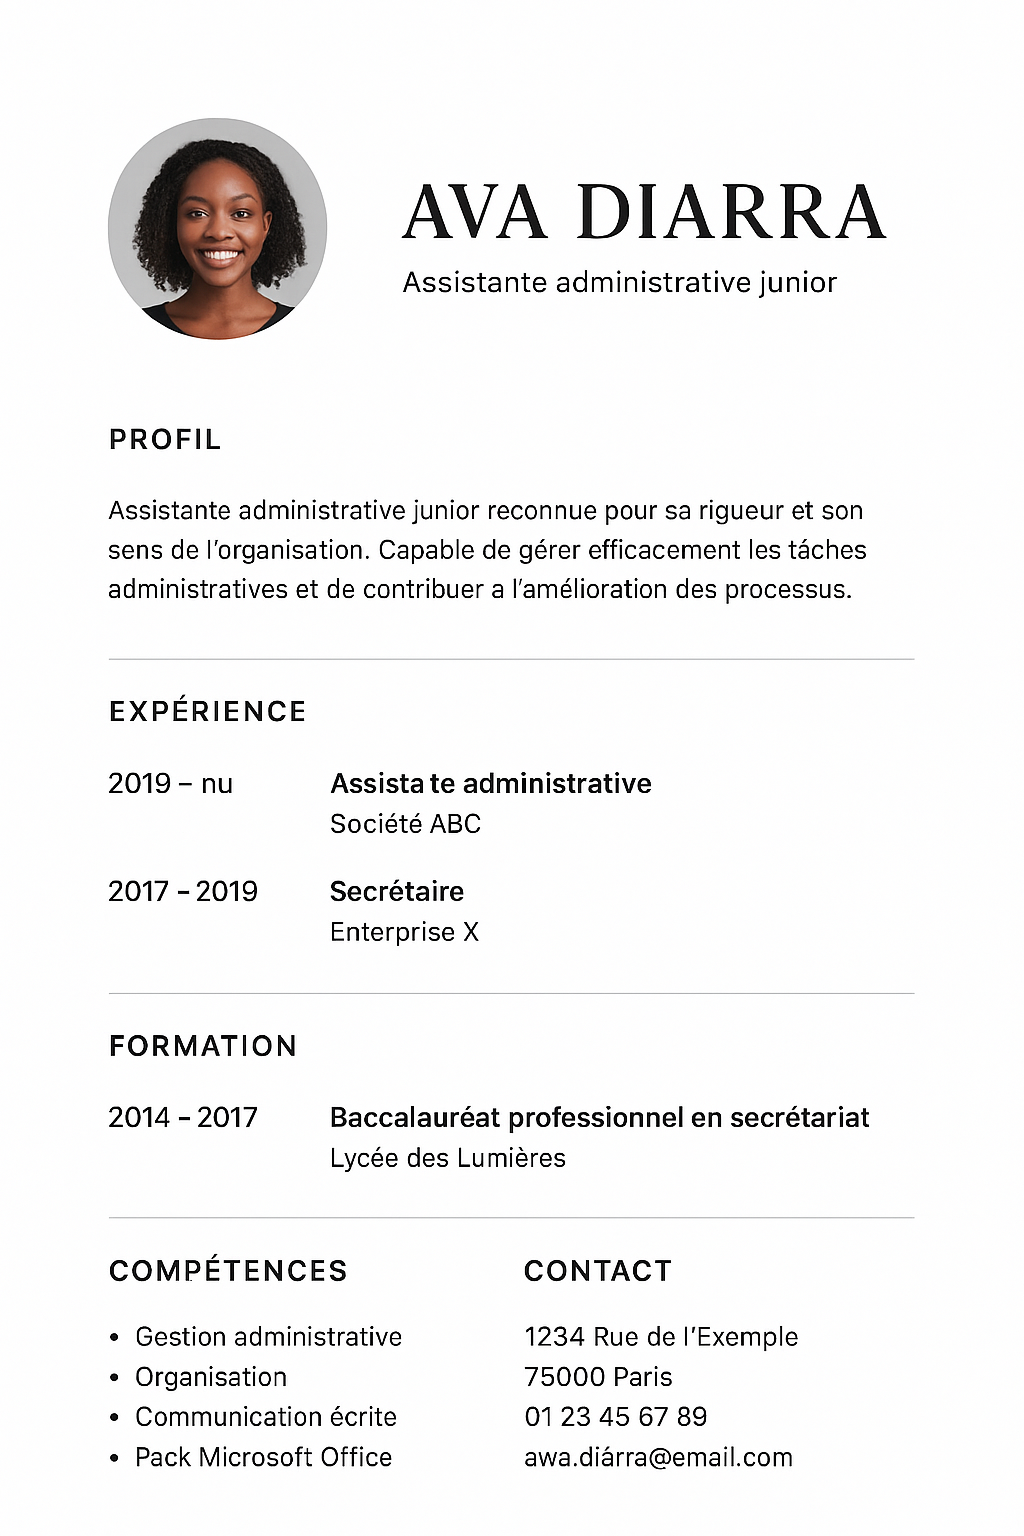 AVA DIARRA
Assistante administrative junior
PROFIL
Assistante administrative junior reconnue pour sa rigueur et son
sens de l'organisation. Capable de gérer efficacement les táches
administratives et de contribuer a l'amélioration des processus.
EXPÉRIENCE
2019 – nu
Assista te administrative
Société ABC
2017 – 2019
Secrétaire
Enterprise X
FORMATION
2014 – 2017
Baccalauréat professionnel en secrétariat
Lycée des Lumières
COMPÉTENCES
• Gestion administrative
• Organisation
• Communication écrite
• Pack Microsoft Office
CONTACT
1234 Rue de l'Exemple
75000 Paris
01 23 45 67 89
awa.diárra@email.com